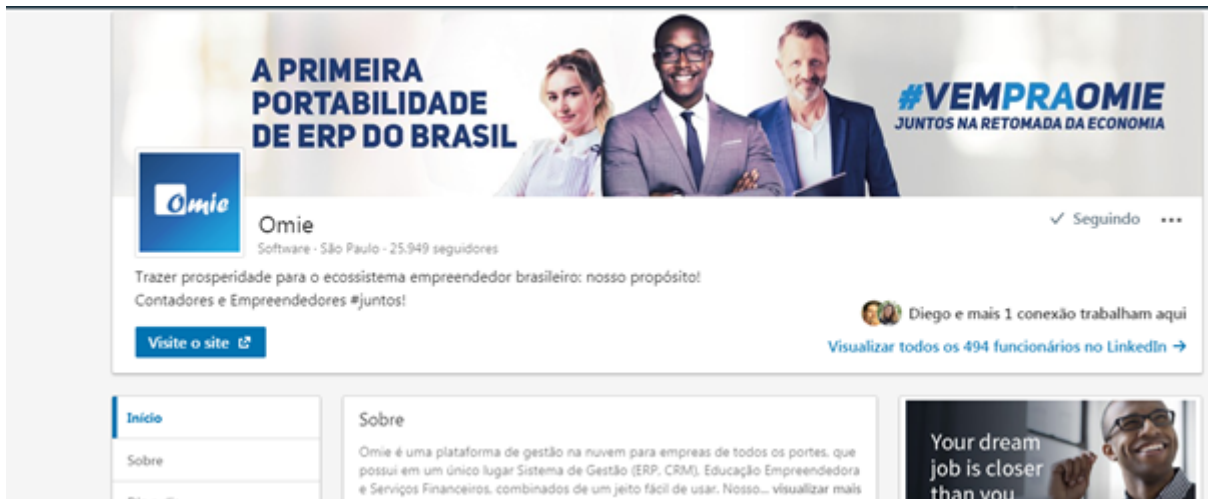 A PRIMEIRA
PORTABILIDADE
DE ERP DO BRASIL
#VEMPRAOMIE
JUNTOS NA RETOMADA DA ECONOMIA
Omie
Omie
Software · São Paulo · 25.949 seguidores
✓ Seguindo ...
Trazer prosperidade para o ecossistema empreendedor brasileiro: nosso propósito!
Contadores e Empreendedores #juntos!
Diego e mais 1 conexão trabalham aqui
Visite o site
Visualizar todos os 494 funcionários no LinkedIn →
Início
Sobre
Sobre
Omie é uma plataforma de gestão na nuvem para empreas de todos os portes, que
possui em um único lugar Sistema de Gestão (ERP, CRM), Educação Empreendedora
e Serviços Financeiros, combinados de um jeito fácil de usar. Nosso... visualizar mais
Your dream
job is closer
than you